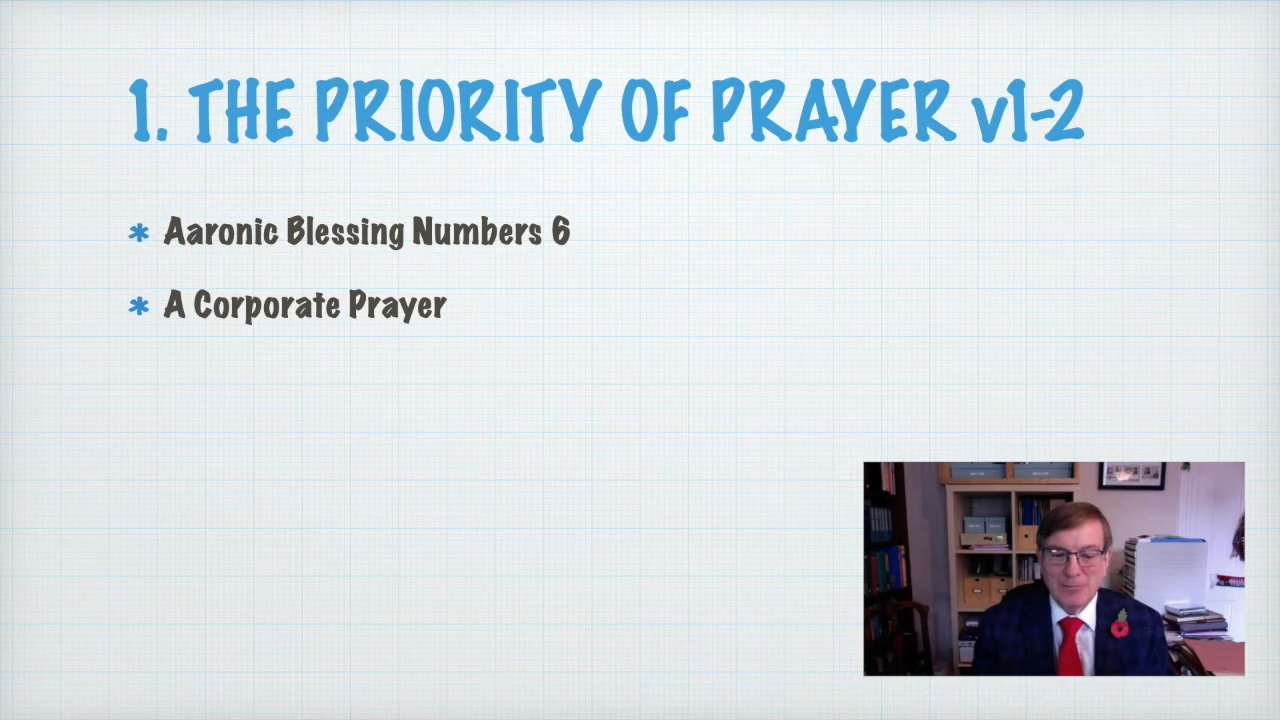 1. THE PRIORITY OF PRAYER v1-2
* Aaronic Blessing Numbers 6
* A Corporate Prayer